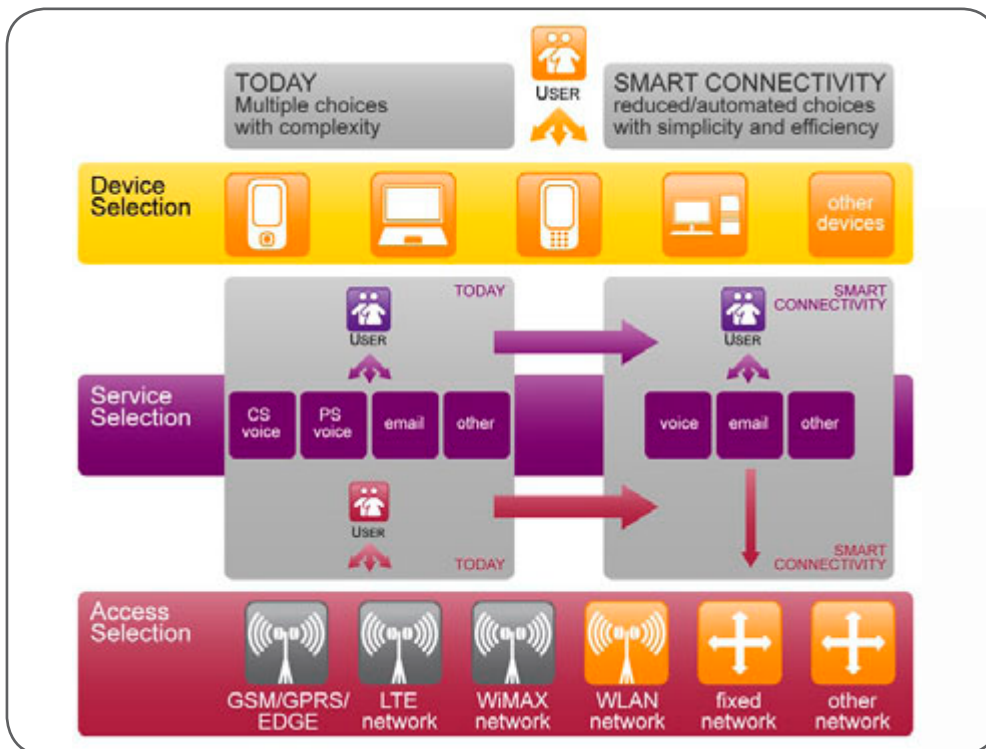 TODAY
Multiple choices
with complexity
USER
SMART CONNECTIVITY
reduced/automated choices
with simplicity and efficiency
Device
Selection
other
devices
TODAY
USER
SMART
CONNECTIVITY
USER
Service
Selection
CS
voice
PS
voice
email
other
voice
email
other
USER
TODAY
SMART
CONNECTIVITY
Access
Selection
GSM/GPRS/
EDGE
LTE
network
WiMAX
network
WLAN
network
fixed
network
other
network